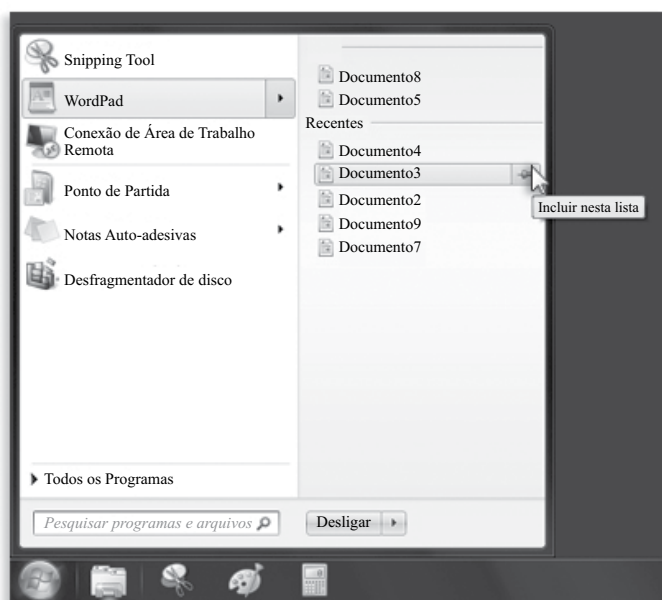 Snipping Tool
WordPad
Conexão de Área de Trabalho
Remota
Ponto de Partida
Notas Auto-adesivas
Desfragmentador de disco
Todos os Programas
Pesquisar programas e arquivos
Documento8
Documento5
Recentes
Documento4
Documento3
Incluir nesta lista
Documento2
Documento9
Documento7
Desligar